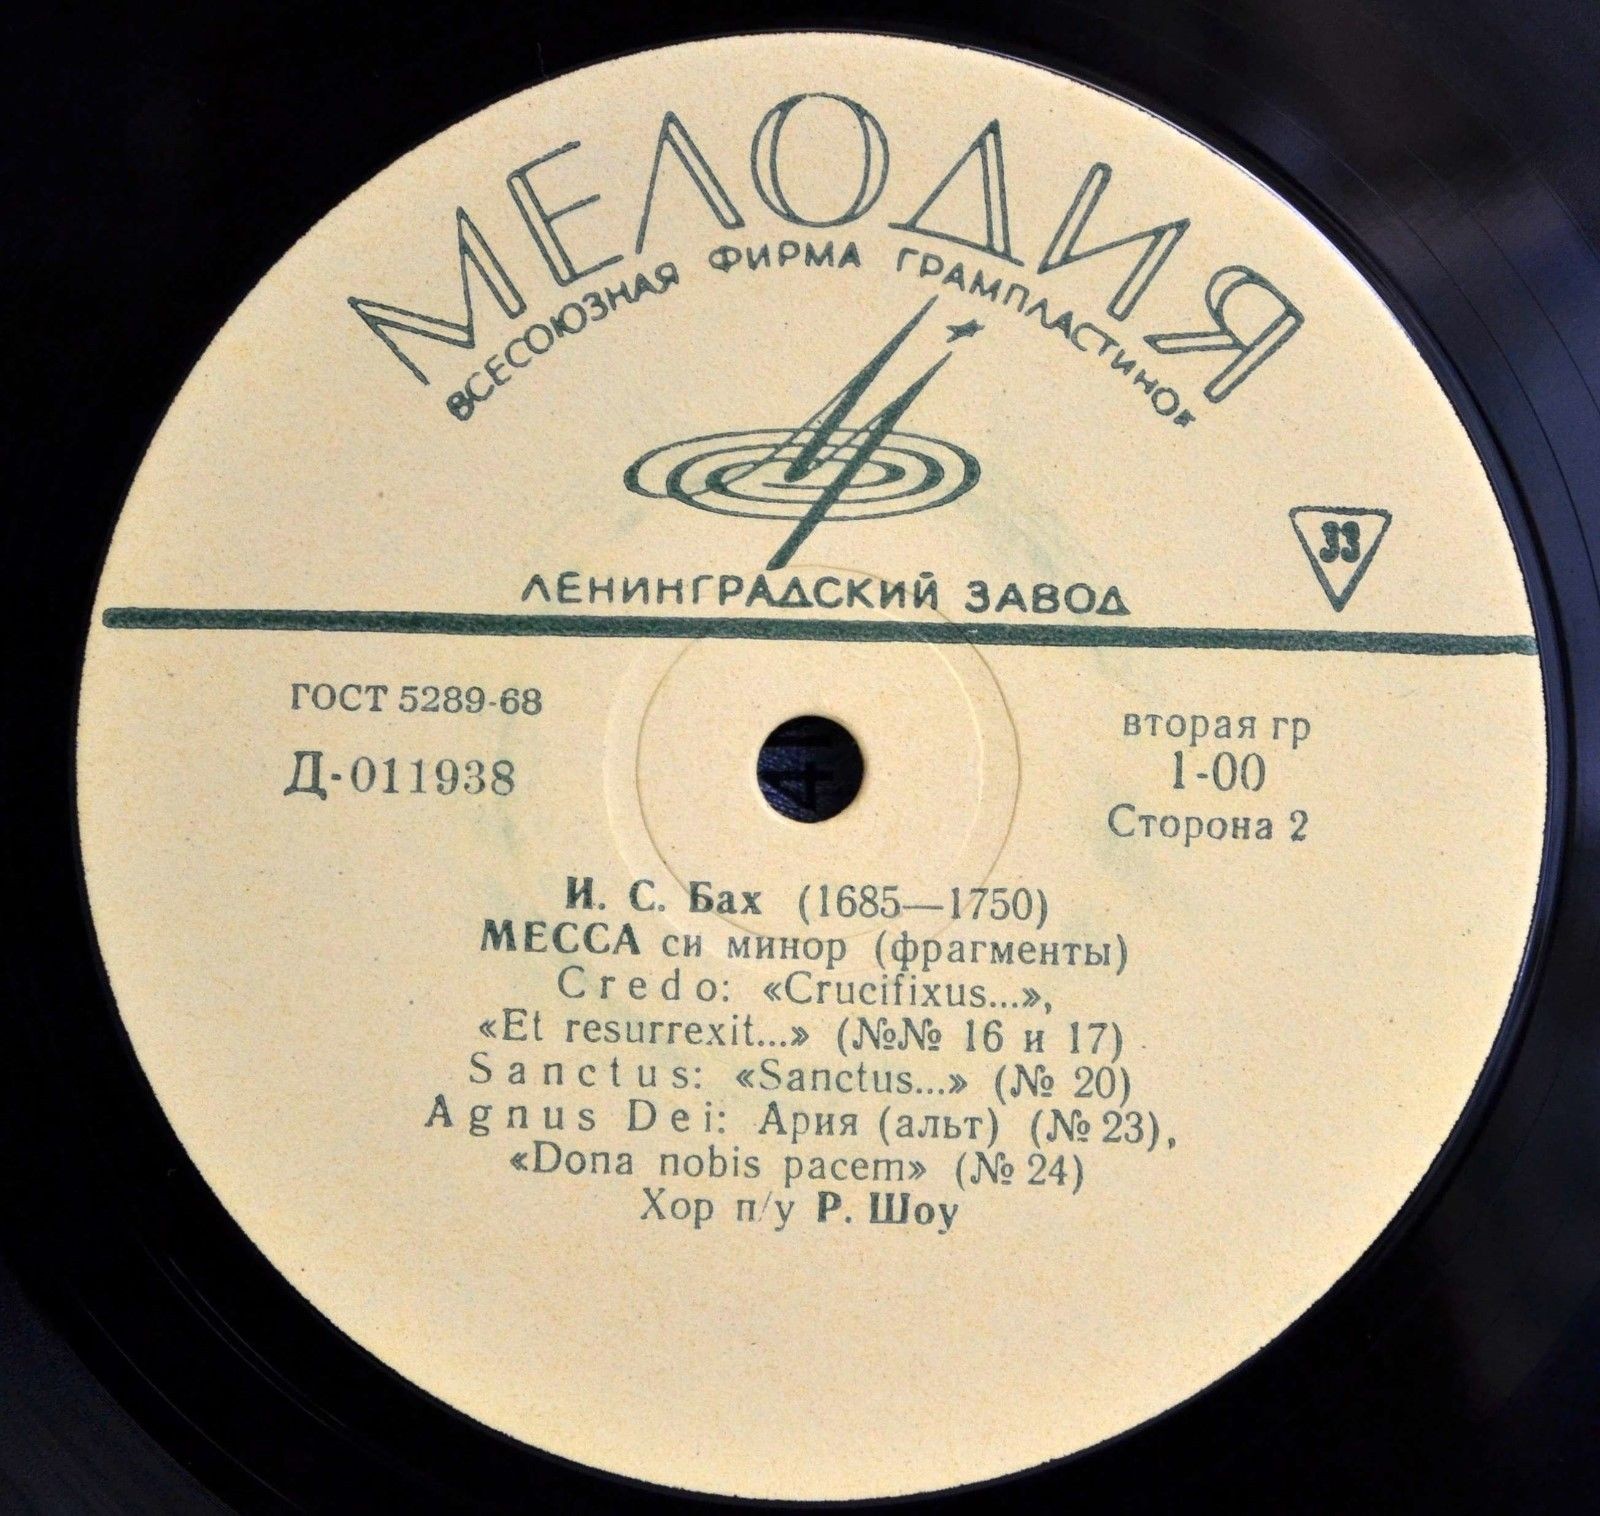 МЕЛОДИЯ
ВСЕСОЮЗНАЯ ФИРМА ГРАМПЛАСТИНОК
33
ЛЕНИНГРАДСКИЙ ЗАВОД
ГОСТ 5289-68
Д-011938
вторая гр
1-00
Сторона 2
И. С. Бах (1685—1750)
МЕССА си минор (фрагменты)
Credo: «Crucifixus...»,
«Et resurrexit...» (№№ 16 и 17)
Sanctus: «Sanctus...» (№ 20)
Agnus Dei: Ария (альт) (№ 23),
«Dona nobis pacem» (№ 24)
Хор п/у Р. Шоу